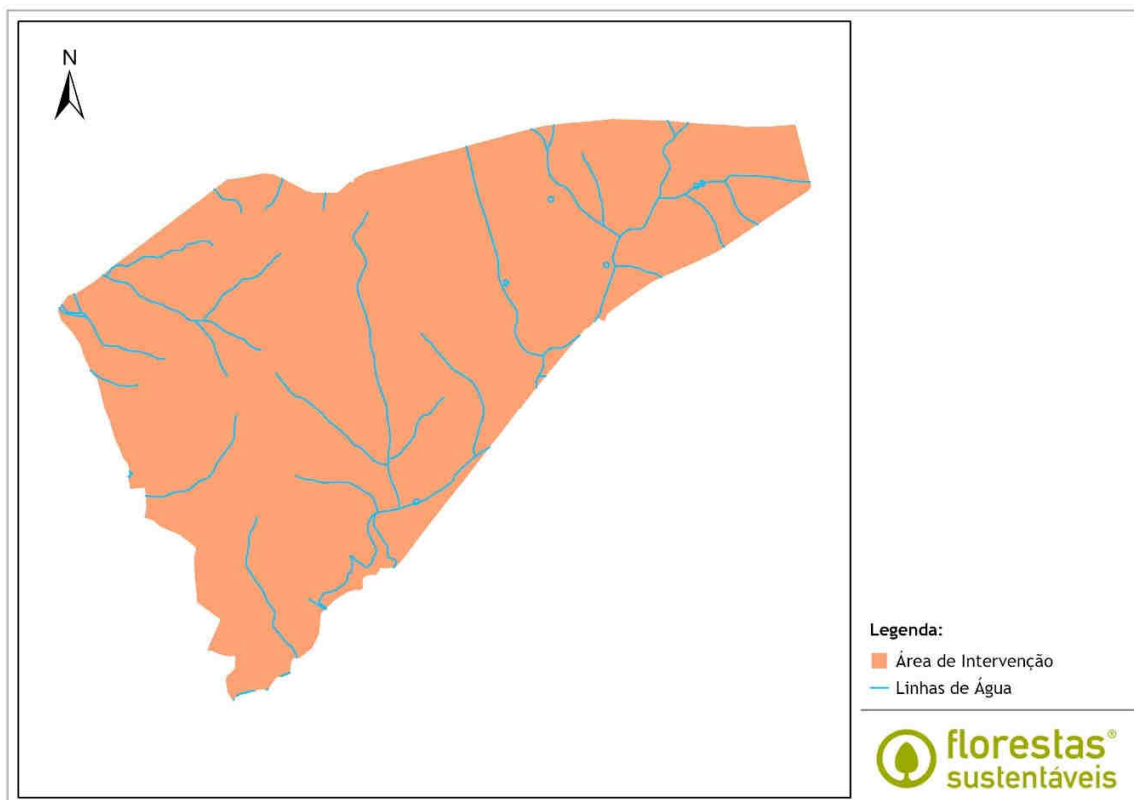 N
Legenda:
Área de Intervenção
Linhas de Água
florestas®
sustentáveis